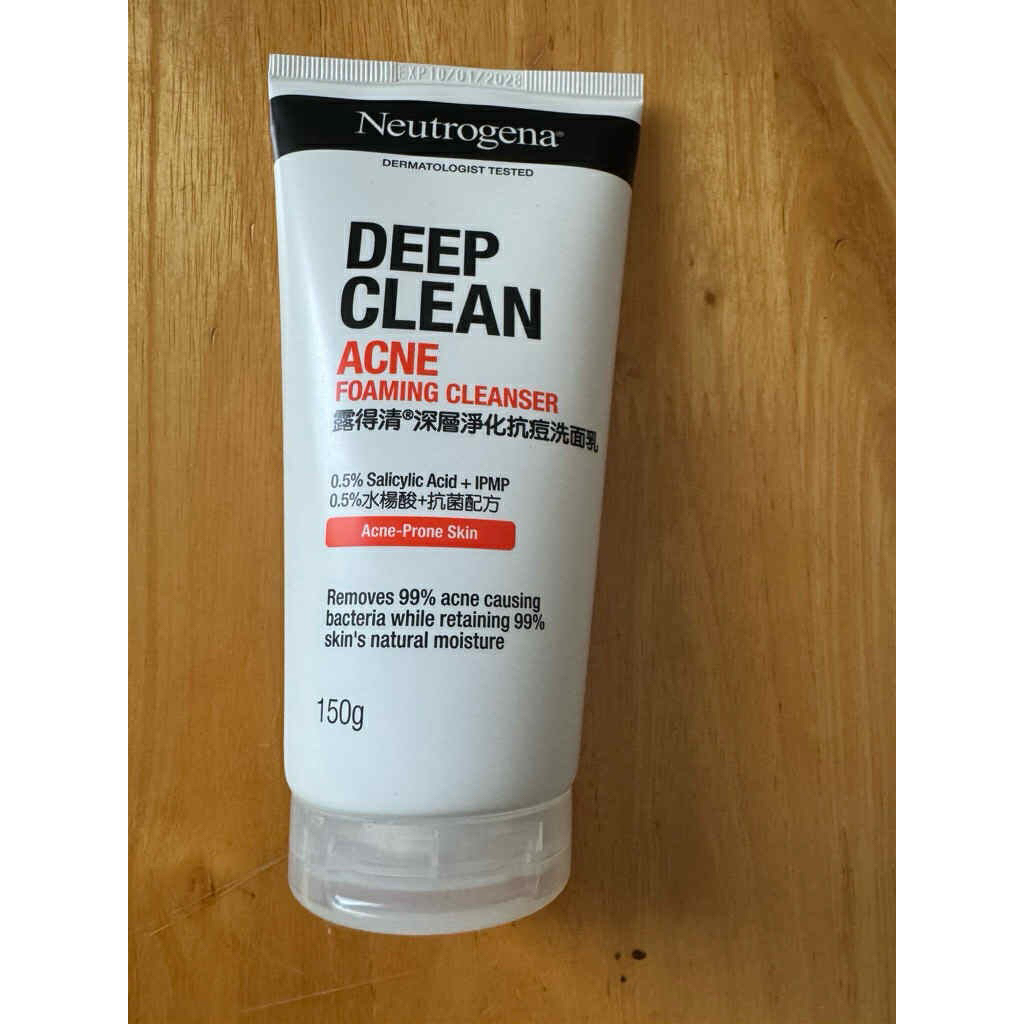 EXP10/01/2028
Neutrogena®
DERMATOLOGIST TESTED
DEEP
CLEAN
ACNE
FOAMING CLEANSER
露得清®深層淨化抗痘洗面乳
0.5% Salicylic Acid + IPMP
0.5%水楊酸+抗菌配方
Acne-Prone Skin
Removes 99% acne causing
bacteria while retaining 99%
skin's natural moisture
150g